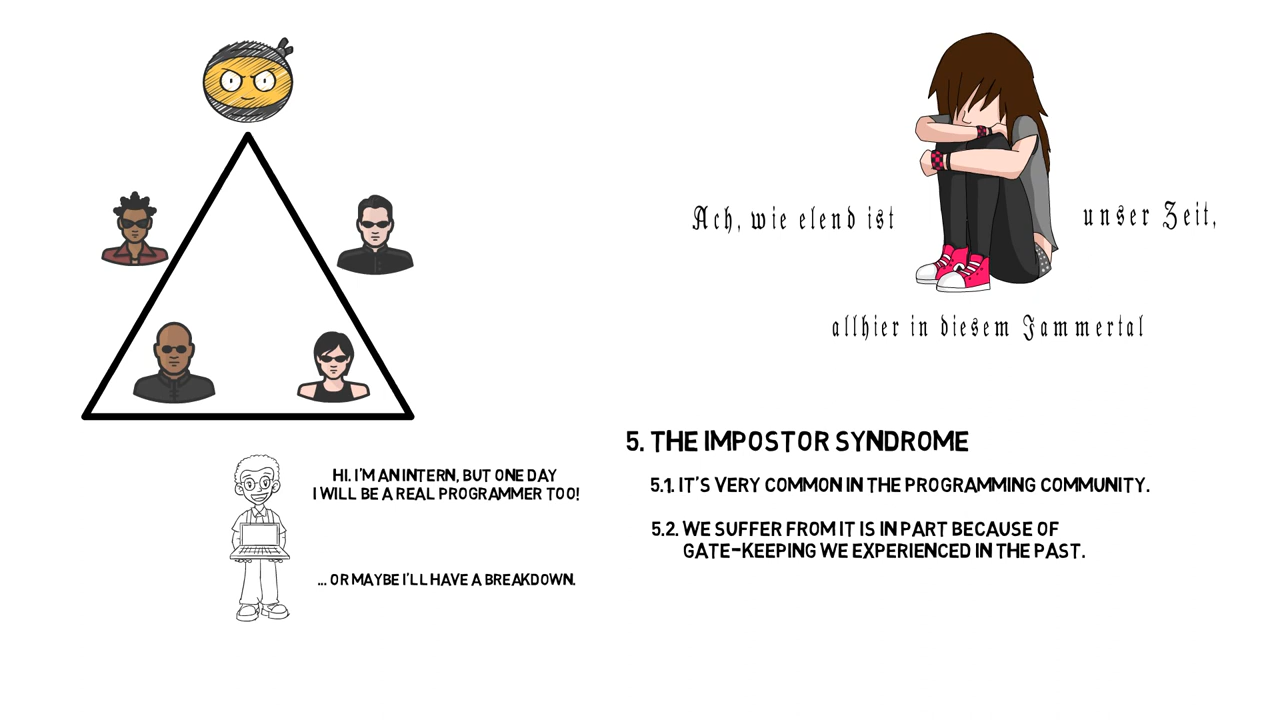 Ach, wie elend ist unser Zeit,
allhier in diesem Jammertal
HI. I'M AN INTERN, BUT ONE DAY
I WILL BE A REAL PROGRAMMER TOO!
... OR MAYBE I'LL HAVE A BREAKDOWN.
5. THE IMPOSTOR SYNDROME
5.1. IT'S VERY COMMON IN THE PROGRAMMING COMMUNITY.
5.2. WE SUFFER FROM IT IS IN PART BECAUSE OF
GATE-KEEPING WE EXPERIENCED IN THE PAST.